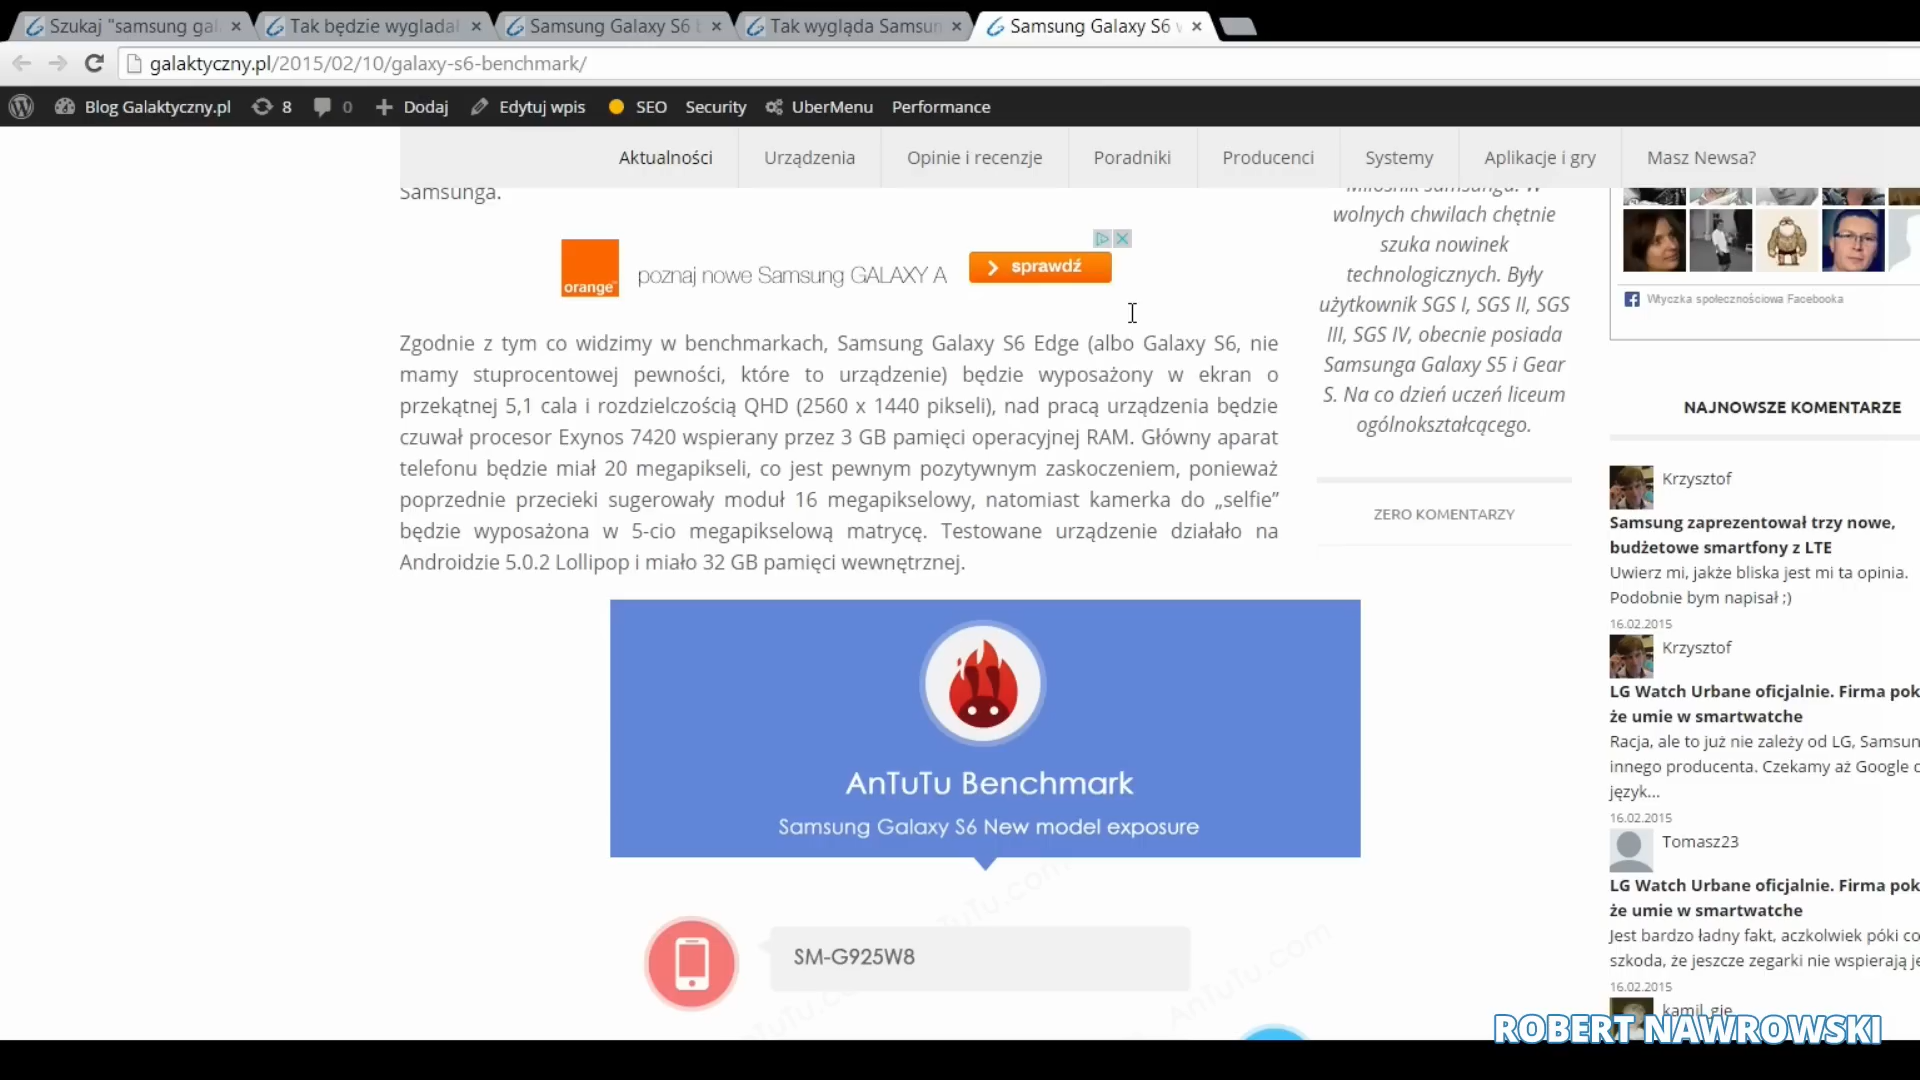 Szukaj "samsung gal
Tak będzie wyglądał
Samsung Galaxy S6
Tak wygląda Samsun
Samsung Galaxy S6 w
galaktyczny.pl/2015/02/10/galaxy-s6-benchmark/
Blog Galaktyczny.pl 8 0 Dodaj Edytuj wpis SEO Security UberMenu Performance
Aktualności Urządzenia Opinie i recenzje Poradniki Producenci Systemy Aplikacje i gry Masz Newsa?
Samsunga.
orange
poznaj nowe Samsung GALAXY A
sprawdź
Zgodnie z tym co widzimy w benchmarkach, Samsung Galaxy S6 Edge (albo Galaxy S6, nie
mamy stuprocentowej pewności, które to urządzenie) będzie wyposażony w ekran o
przekątnej 5,1 cala i rozdzielczością QHD (2560 x 1440 pikseli), nad pracą urządzenia będzie
czuwał procesor Exynos 7420 wspierany przez 3 GB pamięci operacyjnej RAM. Główny aparat
telefonu będzie miał 20 megapikseli, co jest pewnym pozytywnym zaskoczeniem, ponieważ
poprzednie przecieki sugerowały moduł 16 megapikselowy, natomiast kamerka do „selfie”
będzie wyposażona w 5-cio megapikselową matrycę. Testowane urządzenie działało na
Androidzie 5.0.2 Lollipop i miało 32 GB pamięci wewnętrznej.
AnTuTu Benchmark
Samsung Galaxy S6 New model exposure
SM-G925W8
AnTuTu.com
Miłośnik Samsunga. W
wolnych chwilach chętnie
szuka nowinek
technologicznych. Były
użytkownik SGS I, SGS II, SGS
III, SGS IV, obecnie posiada
Samsunga Galaxy S5 i Gear
S. Na co dzień uczeń liceum
ogólnokształcącego.
ZERO KOMENTARZY
Wtyczka społecznościowa Facebooka
NAJNOWSZE KOMENTARZE
Krzysztof
Samsung zaprezentował trzy nowe,
budżetowe smartfony z LTE
Uwierz mi, jakże bliska jest mi ta opinia.
Podobnie bym napisał ;)
16.02.2015
Krzysztof
LG Watch Urbane oficjalnie. Firma pok
że umie w smartwatche
Racja, ale to już nie zależy od LG, Samsun
innego producenta. Czekamy aż Google
język...
16.02.2015
Tomasz23
LG Watch Urbane oficjalnie. Firma pok
że umie w smartwatche
Jest bardzo ładny fakt, aczkolwiek póki co
szkoda, że jeszcze zegarki nie wspierają
16.02.2015
kamil_gie
ROBERT NAWROWSKI